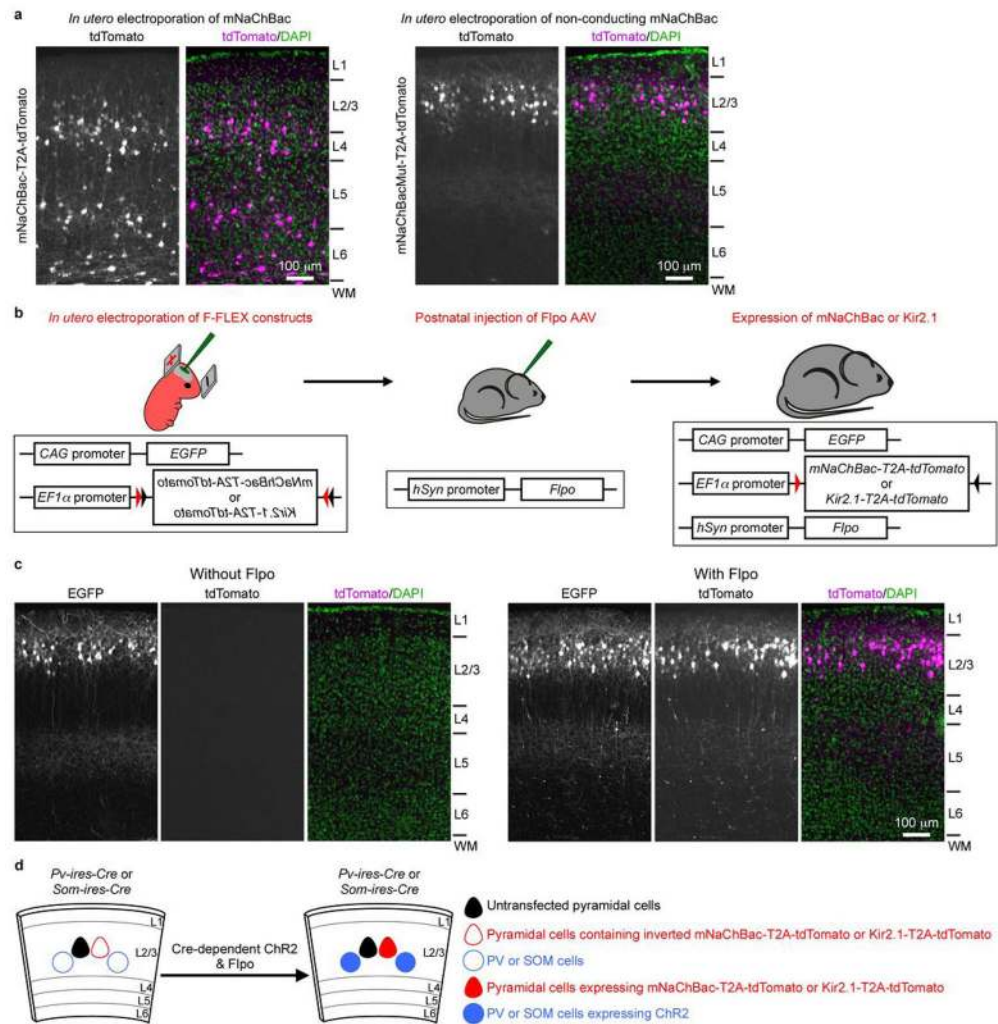 a
In utero electroporation of mNaChBac
tdTomato
tdTomato/DAPI
mNaChBac-T2A-tdTomato
L1
L2/3
L4
L5
L6
WM
100 μm
In utero electroporation of non-conducting mNaChBac
tdTomato
tdTomato/DAPI
mNaChBacMut-T2A-tdTomato
L1
L2/3
L4
L5
L6
WM
100 μm
b
In utero electroporation of F-FLEX constructs
Postnatal injection of Flpo AAV
Expression of mNaChBac or Kir2.1
CAG promoter
EGFP
EF1α promoter
mNaChBac-T2A-tdTomato
or
Kir2.1-T2A-tdTomato
hSyn promoter
Flpo
CAG promoter
EGFP
EF1α promoter
mNaChBac-T2A-tdTomato
or
Kir2.1-T2A-tdTomato
hSyn promoter
Flpo
c
Without Flpo
EGFP
tdTomato
tdTomato/DAPI
L1
L2/3
L4
L5
L6
WM
With Flpo
EGFP
tdTomato
tdTomato/DAPI
L1
L2/3
L4
L5
L6
WM
100 μm
d
Pv-ires-Cre or
Som-ires-Cre
L1
L2/3
L4
L5
L6
Cre-dependent ChR2
& Flpo
Pv-ires-Cre or
Som-ires-Cre
L1
L2/3
L4
L5
L6
Untransfected pyramidal cells
Pyramidal cells containing inverted mNaChBac-T2A-tdTomato or Kir2.1-T2A-tdTomato
PV or SOM cells
Pyramidal cells expressing mNaChBac-T2A-tdTomato or Kir2.1-T2A-tdTomato
PV or SOM cells expressing ChR2